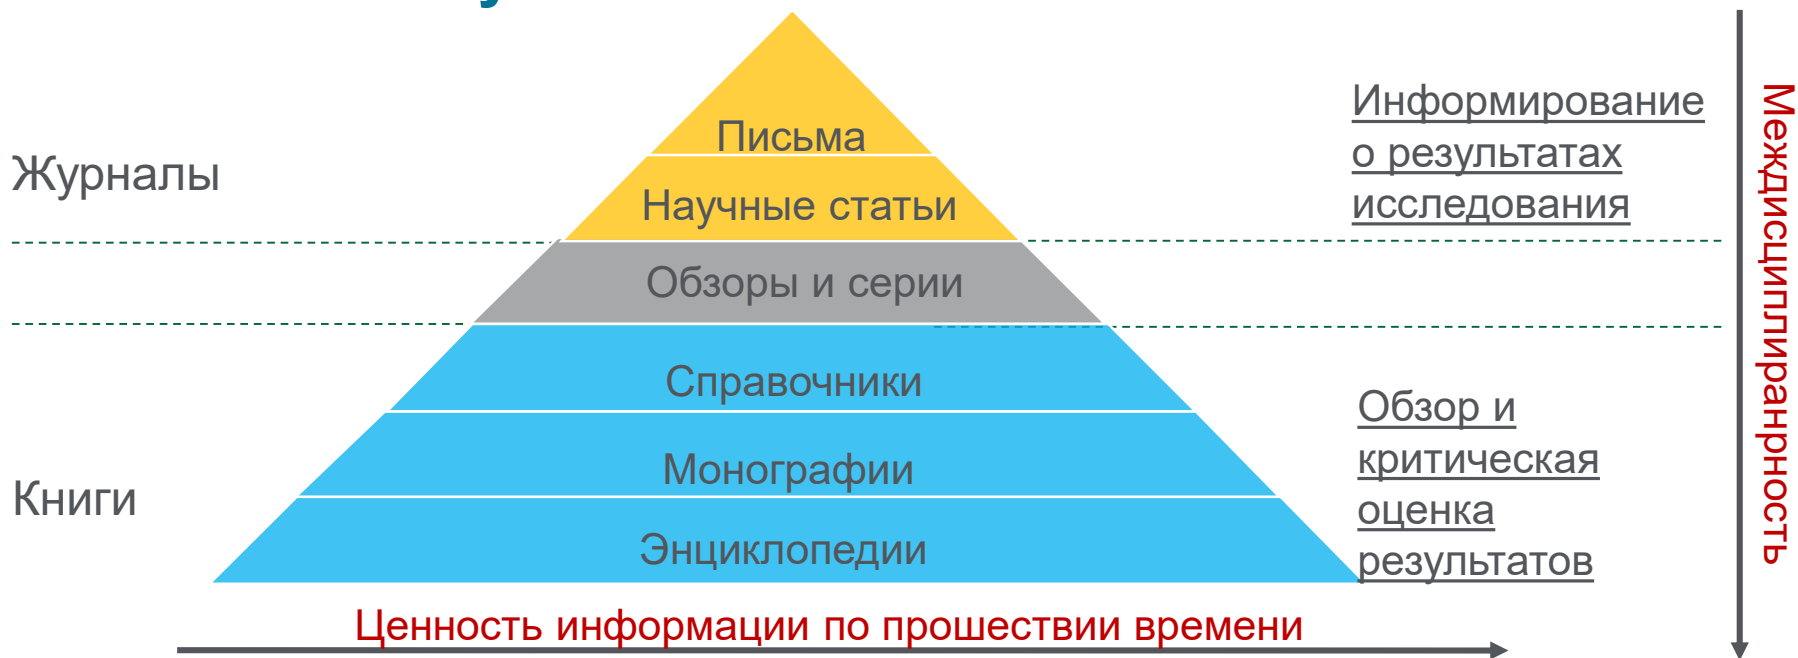 Журналы
Письма
Научные статьи
Информирование
о результатах
исследования
Обзоры и серии
Книги
Справочники
Монографии
Энциклопедии
Обзор и
критическая
оценка
результатов
Ценность информации по прошествии времени
Междисциплиранрность